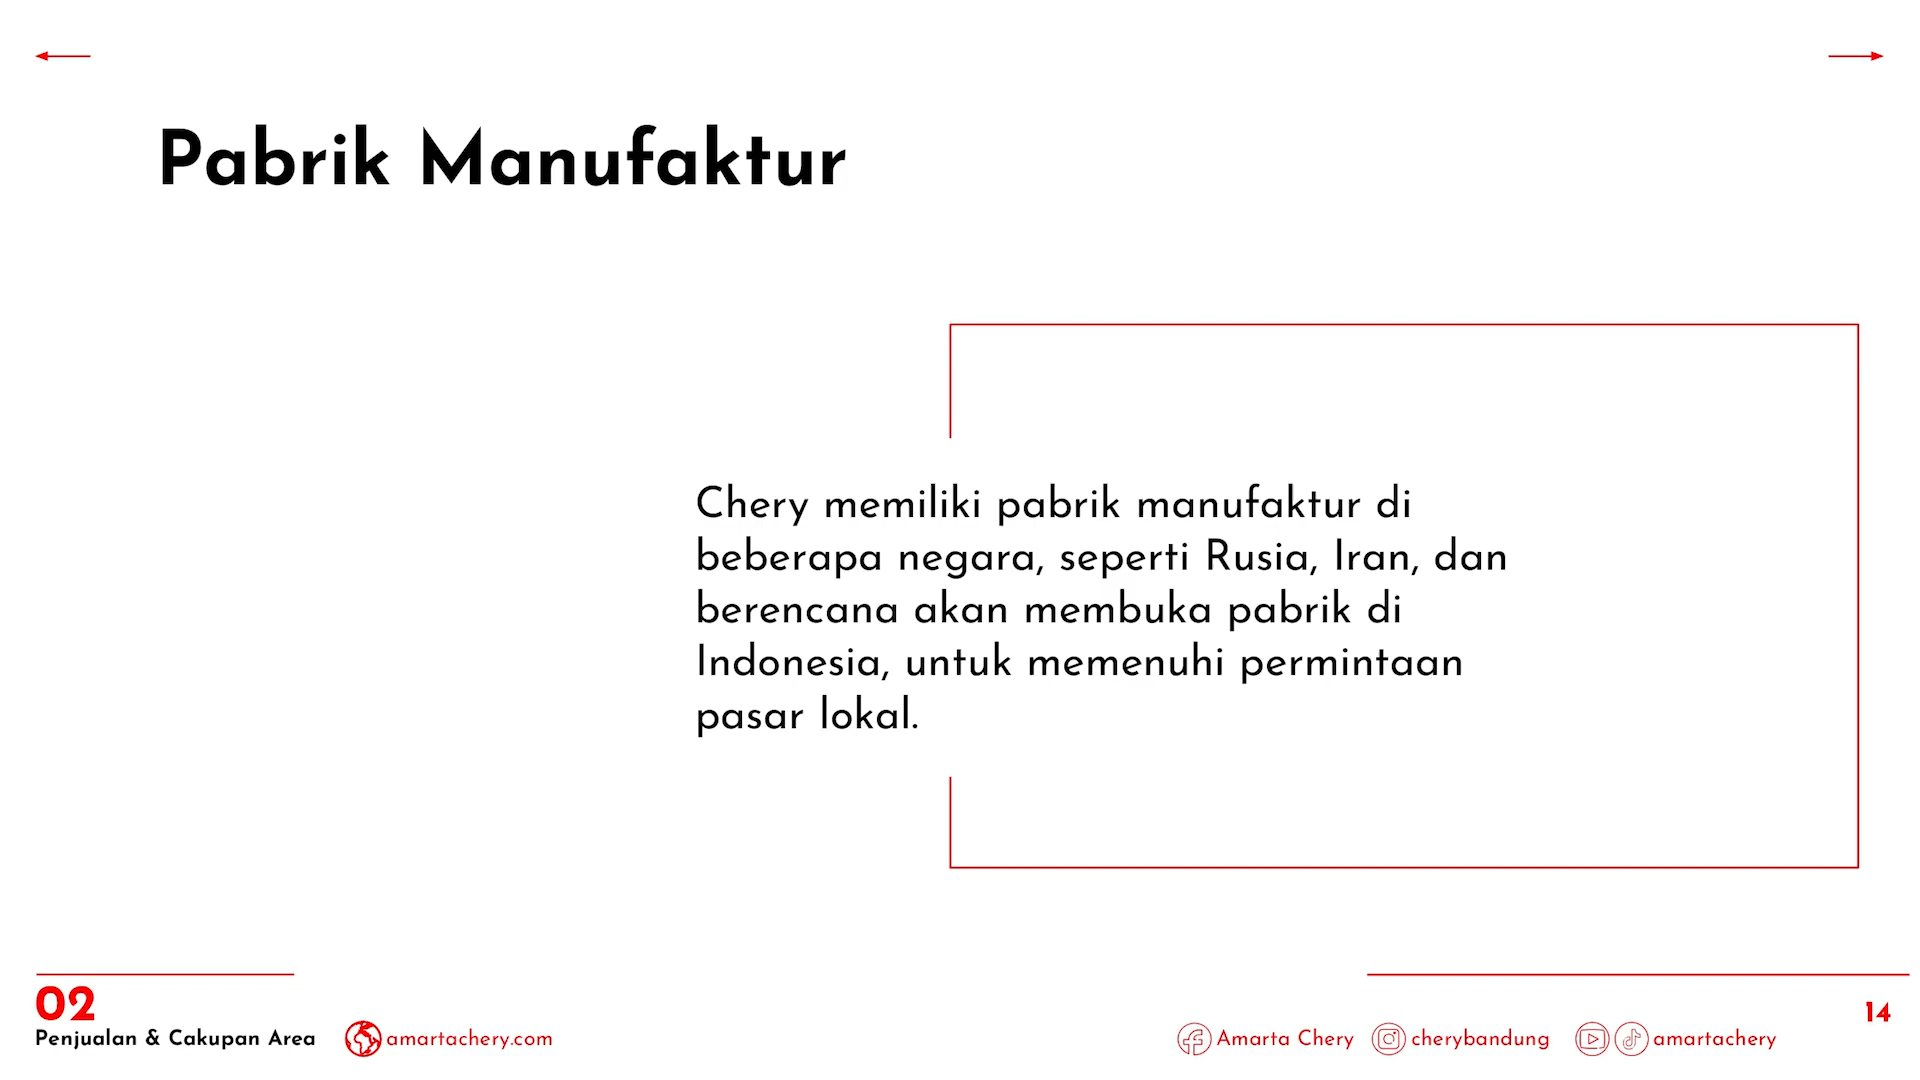 Pabrik Manufaktur
Chery memiliki pabrik manufaktur di
beberapa negara, seperti Rusia, Iran, dan
berencana akan membuka pabrik di
Indonesia, untuk memenuhi permintaan
pasar lokal.
02
Penjualan & Cakupan Area
amartachery.com
Amarta Chery
cherybandung
amartachery
14